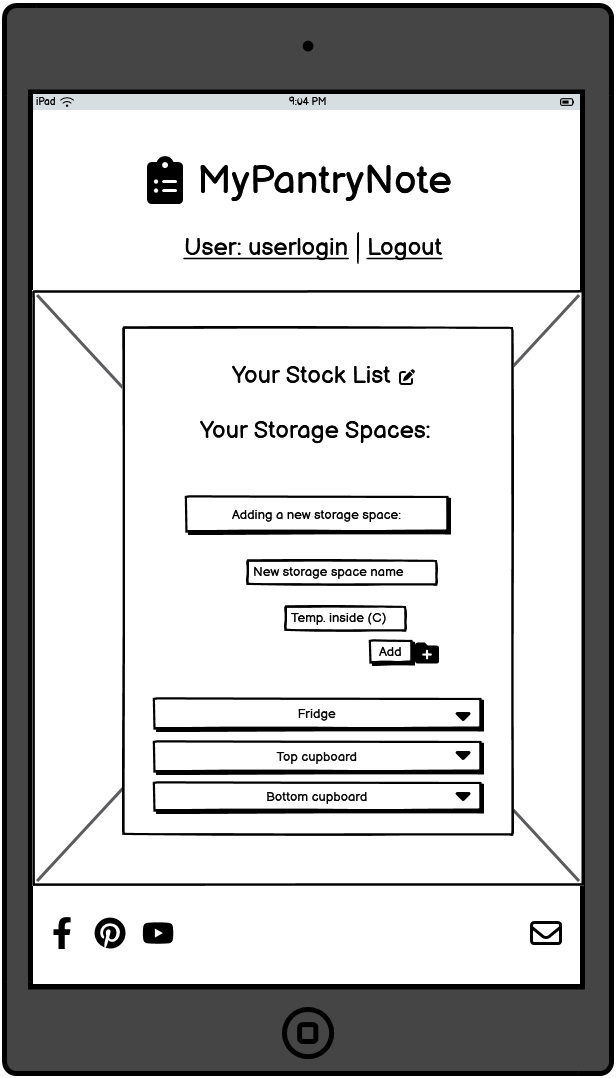 iPad 9:04 PM
MyPantryNote
User: userlogin | Logout
Your Stock List
Your Storage Spaces:
Adding a new storage space:
New storage space name
Temp. inside (C)
Add
Fridge
Top cupboard
Bottom cupboard